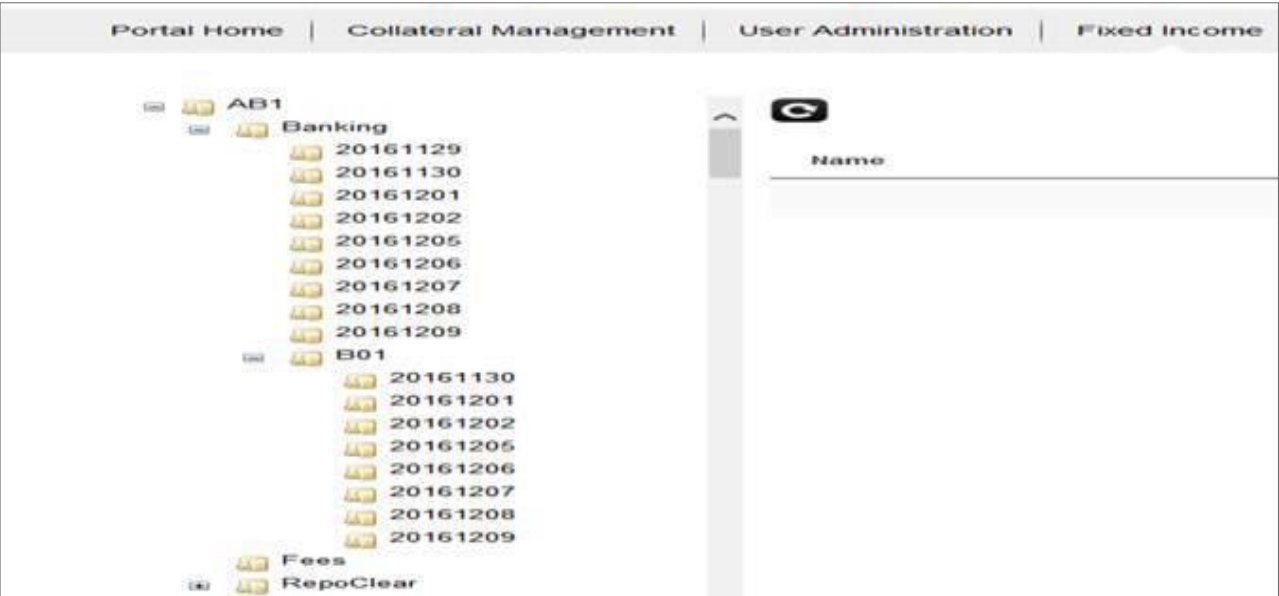 Portal Home | Collateral Management | User Administration | Fixed Income
AB1
Banking
20161129
20161130
20161201
20161202
20161205
20161206
20161207
20161208
20161209
B01
20161130
20161201
20161202
20161205
20161206
20161207
20161208
20161209
Fees
RepoClear
Name